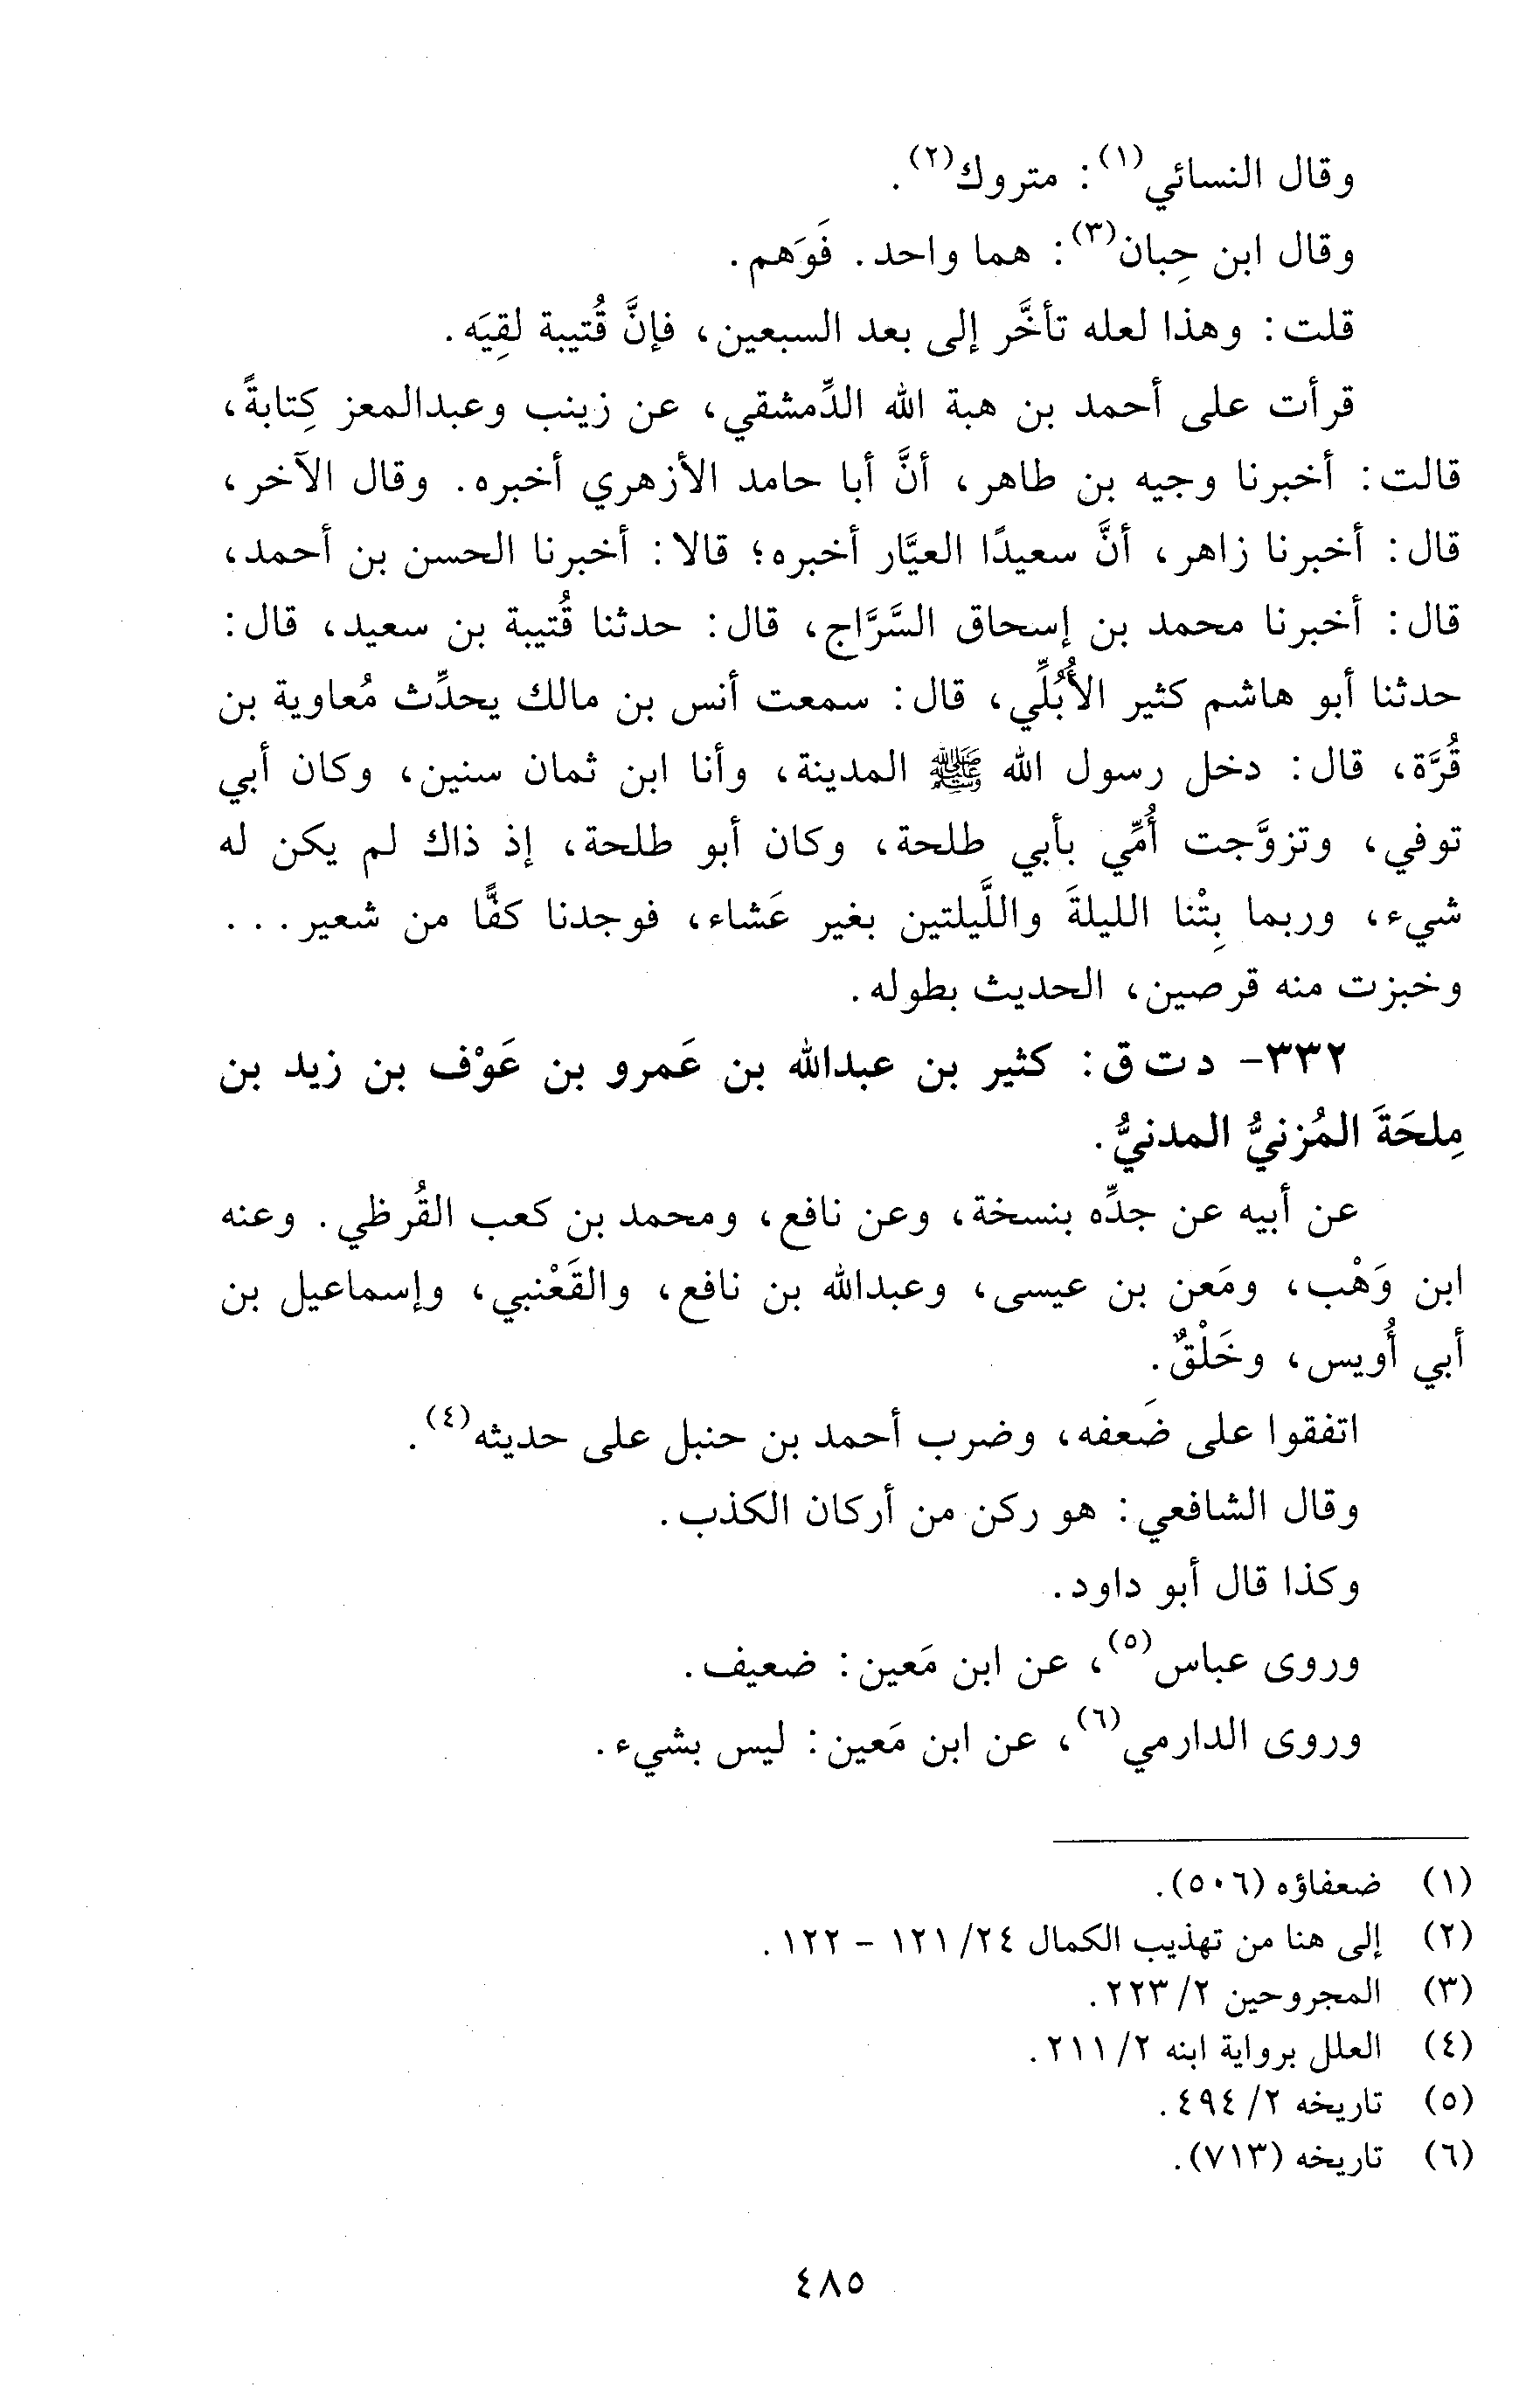 وقال النسائي(١): متروك(٢).
وقال ابن حِبان(٣): هما واحد. فَوَهم.
قلت: وهذا لعله تأخَّر إلى بعد السبعين، فإنَّ قُتيبة لقِيَه.
قرأت على أحمد بن هبة الله الدِّمشقي، عن زينب وعبدالمعز كِتابةً،
قالت: أخبرنا وجيه بن طاهر، أنَّ أبا حامد الأزهري أخبره. وقال الآخر،
قال: أخبرنا زاهر، أنَّ سعيدًا العيَّار أخبره؛ قالا: أخبرنا الحسن بن أحمد،
قال: أخبرنا محمد بن إسحاق السَّرَّاج، قال: حدثنا قُتيبة بن سعيد، قال:
حدثنا أبو هاشم كثير الأُبُلِّي، قال: سمعت أنس بن مالك يحدِّث مُعاوية بن
قُرَّة، قال: دخل رسول الله ﷺ المدينة، وأنا ابن ثمان سنين، وكان أبي
توفي، وتزوَّجت أُمِّي بأبي طلحة، وكان أبو طلحة، إذ ذاك لم يكن له
شيء، وربما بِتْنا الليلةَ واللَّيلتين بغير عَشاء، فوجدنا كفًّا من شعير...
وخبزت منه قرصين، الحديث بطوله.
٣٣٢- د ت ق: كثير بن عبدالله بن عَمرو بن عَوْف بن زيد بن
مِلحَةَ المُزنيُّ المدنيُّ.
عن أبيه عن جدِّه بنسخة، وعن نافع، ومحمد بن كعب القُرظي. وعنه
ابن وَهْب، ومَعن بن عيسى، وعبدالله بن نافع، والقَعْنبي، وإسماعيل بن
أبي أُويس، وخَلْقٌ.
اتفقوا على ضَعفه، وضرب أحمد بن حنبل على حديثه(٤).
وقال الشافعي: هو ركن من أركان الكذب.
وكذا قال أبو داود.
وروى عباس(٥)، عن ابن مَعين: ضعيف.
وروى الدارمي(٦)، عن ابن مَعين: ليس بشيء.
(١) ضعفاؤه (٥٠٦).
(٢) إلى هنا من تهذيب الكمال ٢٤/ ١٢١ - ١٢٢.
(٣) المجروحين ٢/ ٢٢٣.
(٤) العلل برواية ابنه ٢/ ٢١١.
(٥) تاريخه ٢/ ٤٩٤.
(٦) تاريخه (٧١٣).
٤٨٥